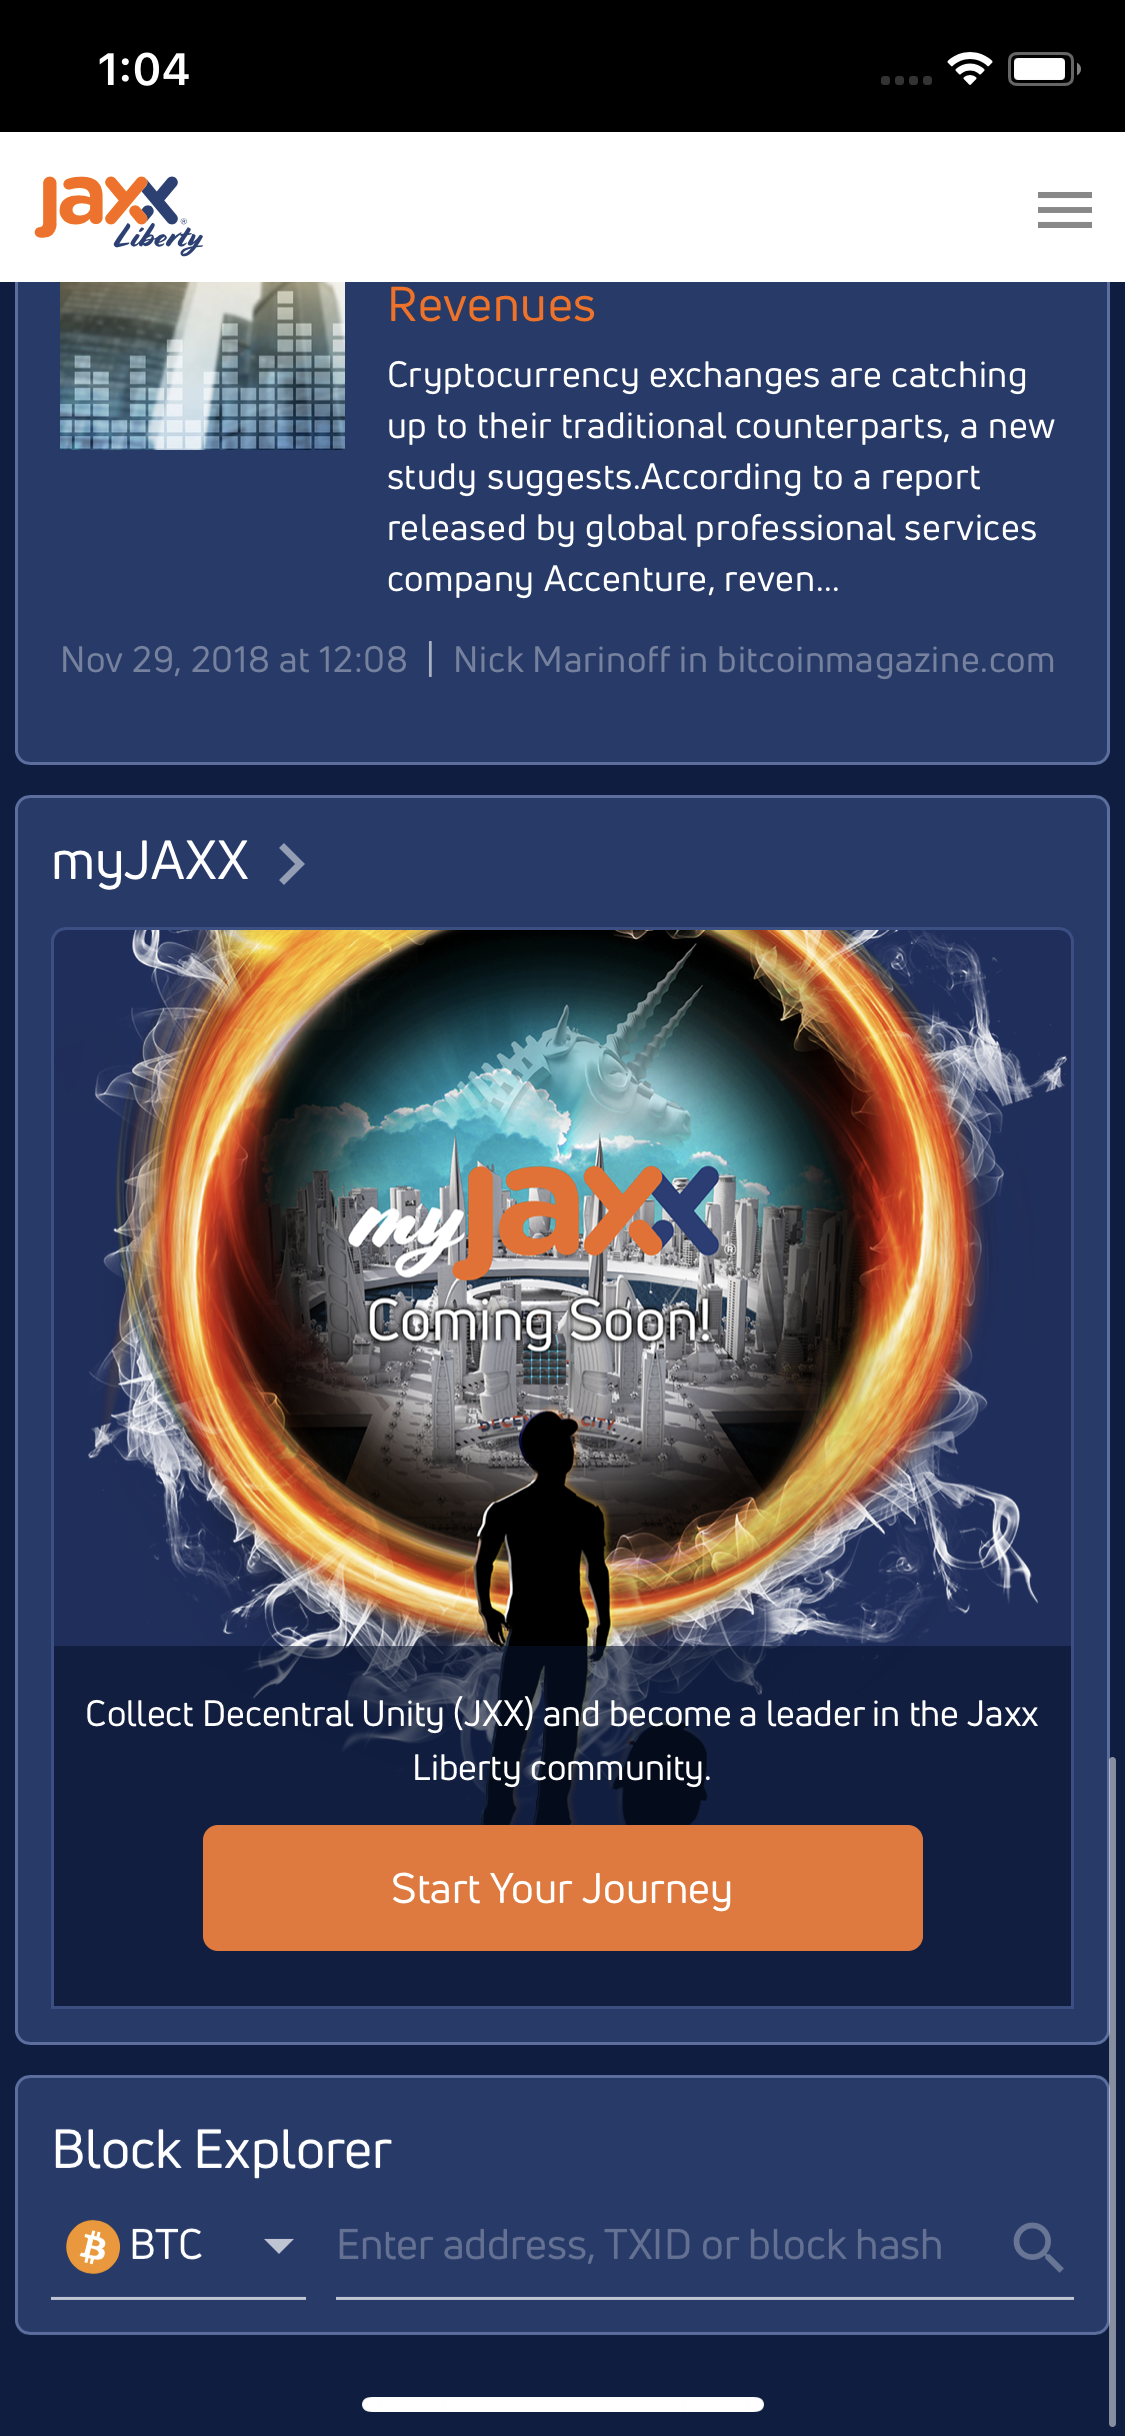 1:04
jaxx
Liberty
Revenues
Cryptocurrency exchanges are catching
up to their traditional counterparts, a new
study suggests.According to a report
released by global professional services
company Accenture, reven...
Nov 29, 2018 at 12:08 | Nick Marinoff in bitcoinmagazine.com
myJAXX
my jaxx ®
Coming Soon!
CITY
Collect Decentral Unity (JXX) and become a leader in the Jaxx
Liberty community.
Start Your Journey
Block Explorer
BTC Enter address, TXID or block hash